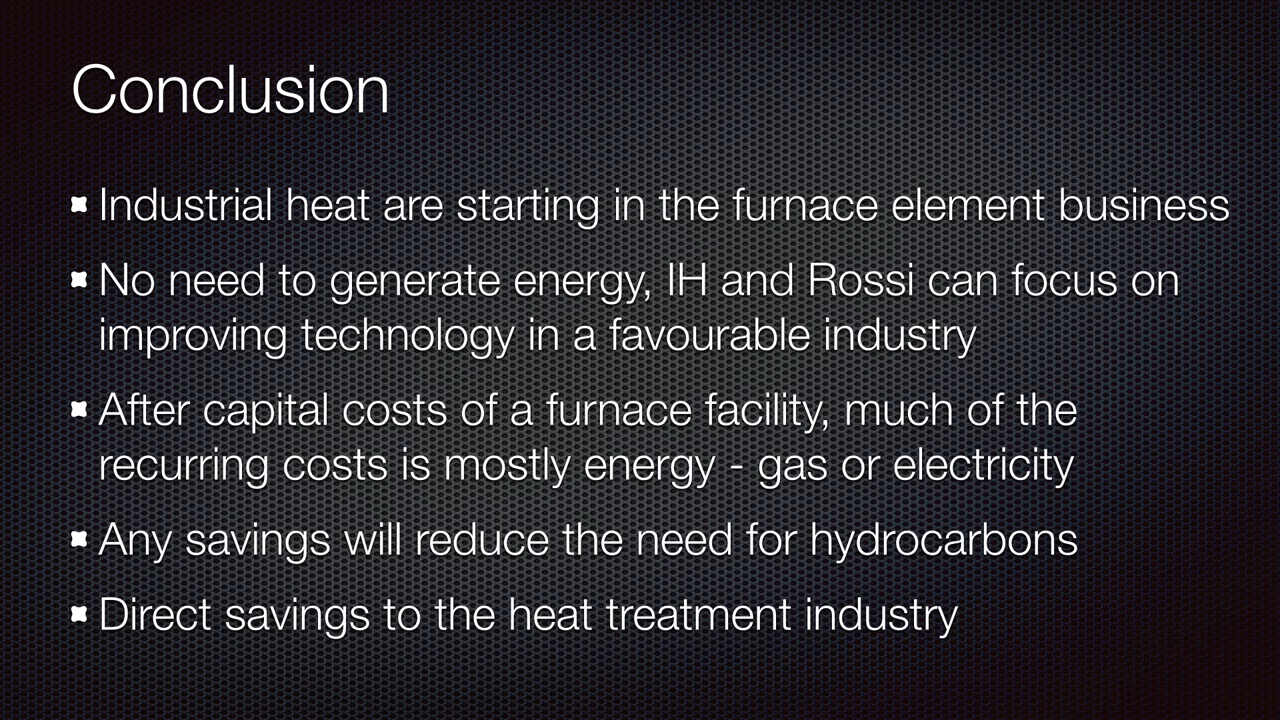 Conclusion
Industrial heat are starting in the furnace element business
No need to generate energy, IH and Rossi can focus on
improving technology in a favourable industry
After capital costs of a furnace facility, much of the
recurring costs is mostly energy - gas or electricity
Any savings will reduce the need for hydrocarbons
Direct savings to the heat treatment industry